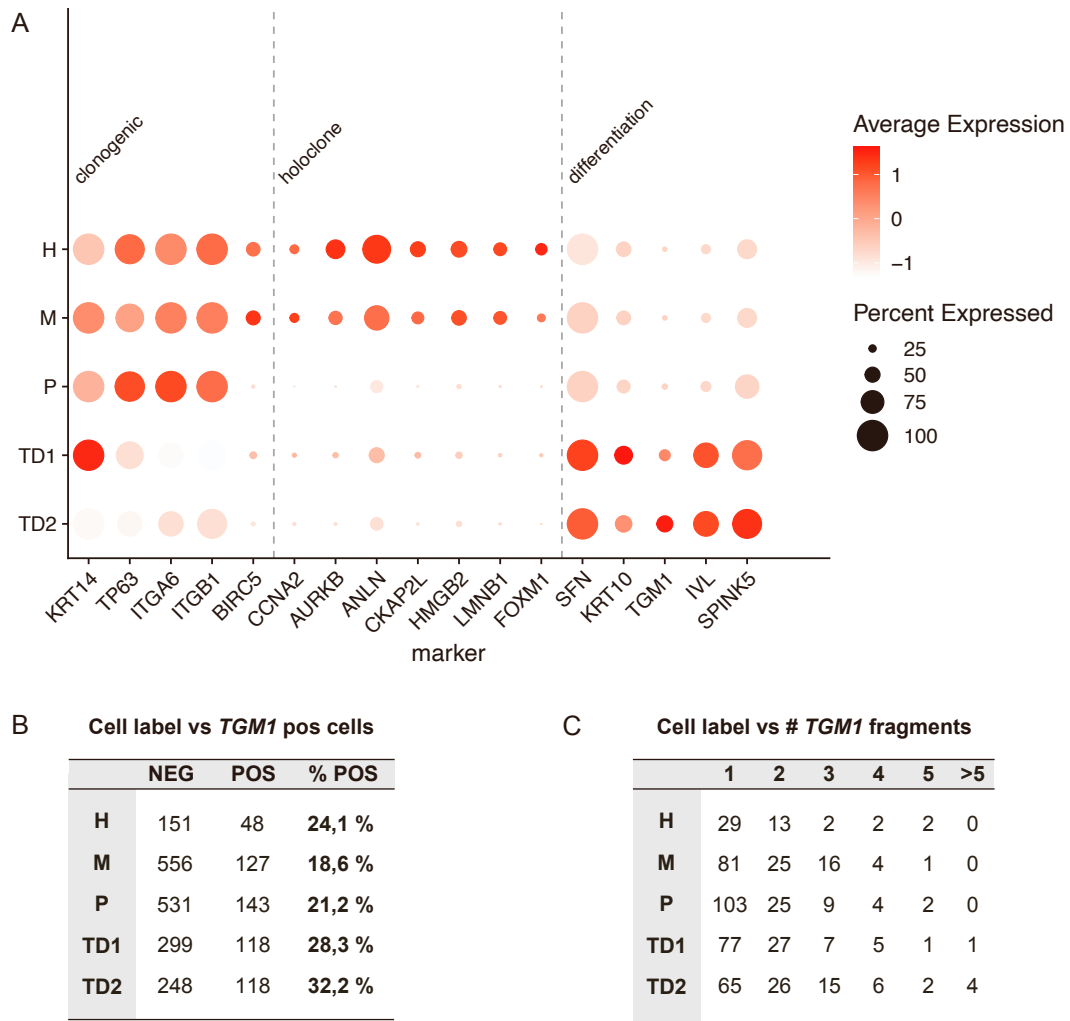 A
clonogenic
holoclone
differentiation
H
M
P
TD1
TD2
KRT14 TP63 ITGA6 ITGB1 BIRC5 CCNA2 AURKB ANLN CKAP2L HMGB2 LMNB1 FOXM1 SFN KRT10 TGM1 IVL SPINK5
marker
Average Expression
1
0
−1
Percent Expressed
25
50
75
100
B
Cell label vs TGM1 pos cells
NEG POS % POS
H 151 48 24,1 %
M 556 127 18,6 %
P 531 143 21,2 %
TD1 299 118 28,3 %
TD2 248 118 32,2 %
C
Cell label vs # TGM1 fragments
1 2 3 4 5 >5
H 29 13 2 2 2 0
M 81 25 16 4 1 0
P 103 25 9 4 2 0
TD1 77 27 7 5 1 1
TD2 65 26 15 6 2 4